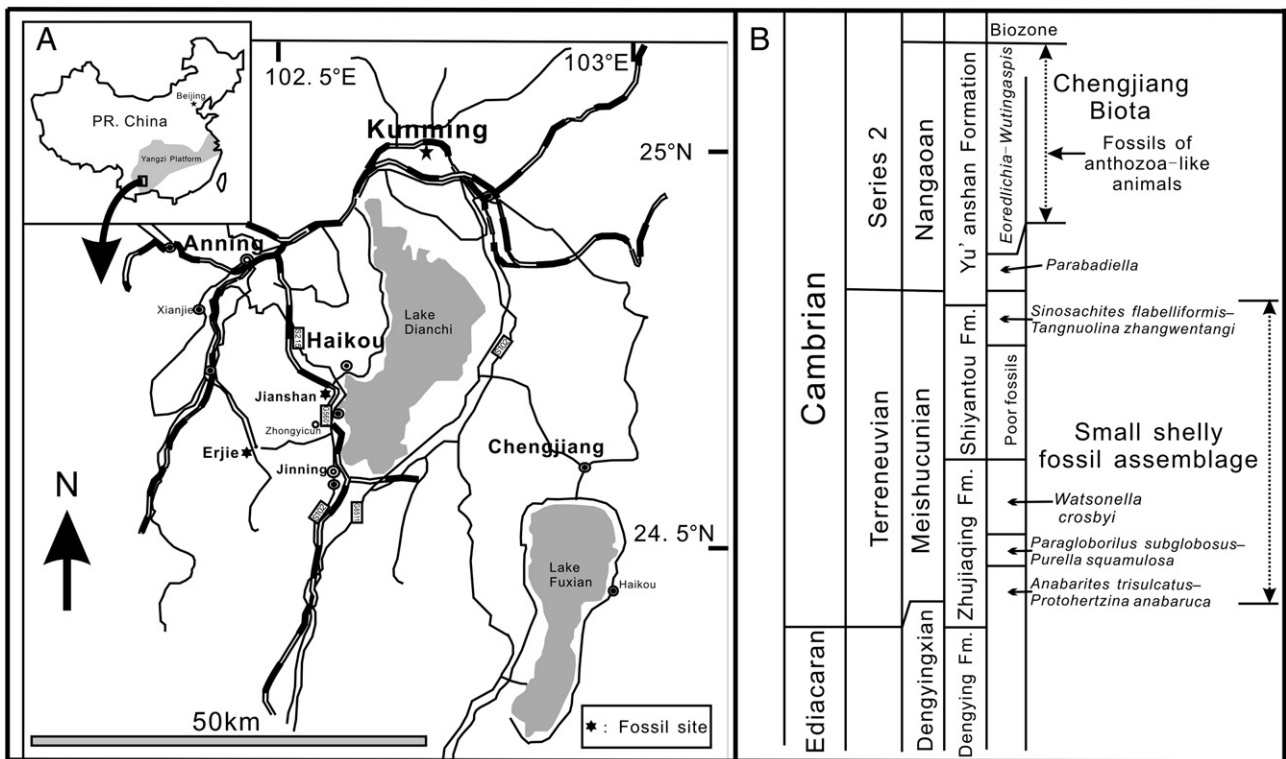 A
Beijing
PR. China
Yangzi Platform
102. 5°E
103°E
Kunming
25°N
Anning
Xianjie
Haikou
Lake
Dianchi
Jianshan
Zhongyicun
Erjie
Jinning
Chengjiang
24. 5°N
Lake
Fuxian
Haikou
N
50km
: Fossil site
B
Biozone
Cambrian
Ediacaran
Series 2
Terreneuvian
Nangaoan
Meishucunian
Dengyingxian
Yu' anshan Formation
Shiyantou Fm.
Zhujiaqing Fm.
Dengying Fm.
Eoredlichia–Wutingaspis
Poor fossils
Chengjiang
Biota
Fossils of
anthozoa–like
animals
Parabadiella
Sinosachites flabelliformis–
Tangnuolina zhangwentangi
Small shelly
fossil assemblage
Watsonella
crosbyi
Paragloborilus subglobosus–
Purella squamulosa
Anabarites trisulcatus–
Protohertzina anabaruca